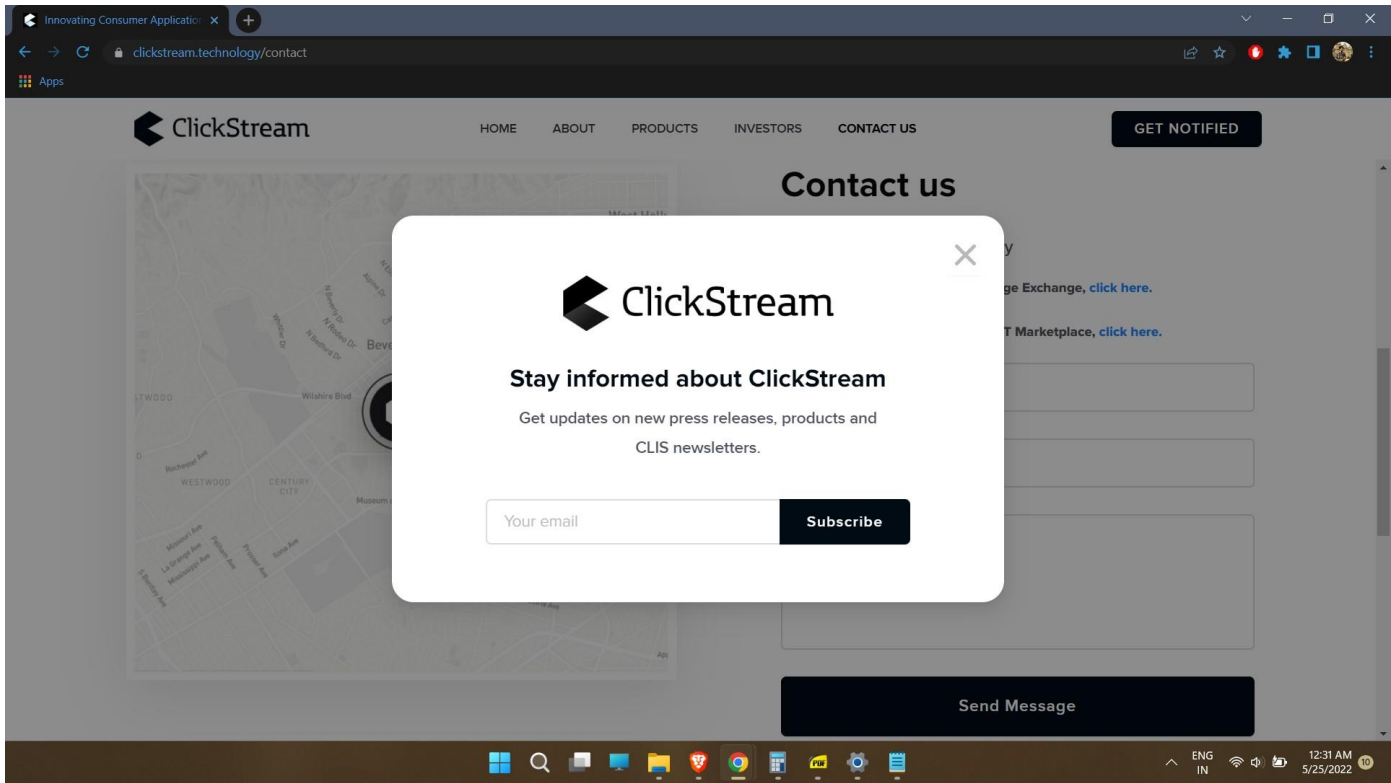 Innovating Consumer Application
clickstream.technology/contact
Apps
ClickStream
HOME ABOUT PRODUCTS INVESTORS CONTACT US
GET NOTIFIED
Contact us
ge Exchange, click here.
T Marketplace, click here.
Wilshire Blvd
WESTWOOD
CENTURY
CITY
Museum
ClickStream
Stay informed about ClickStream
Get updates on new press releases, products and
CLIS newsletters.
Your email
Subscribe
Send Message
ENG
IN
12:31 AM
5/25/2022
10